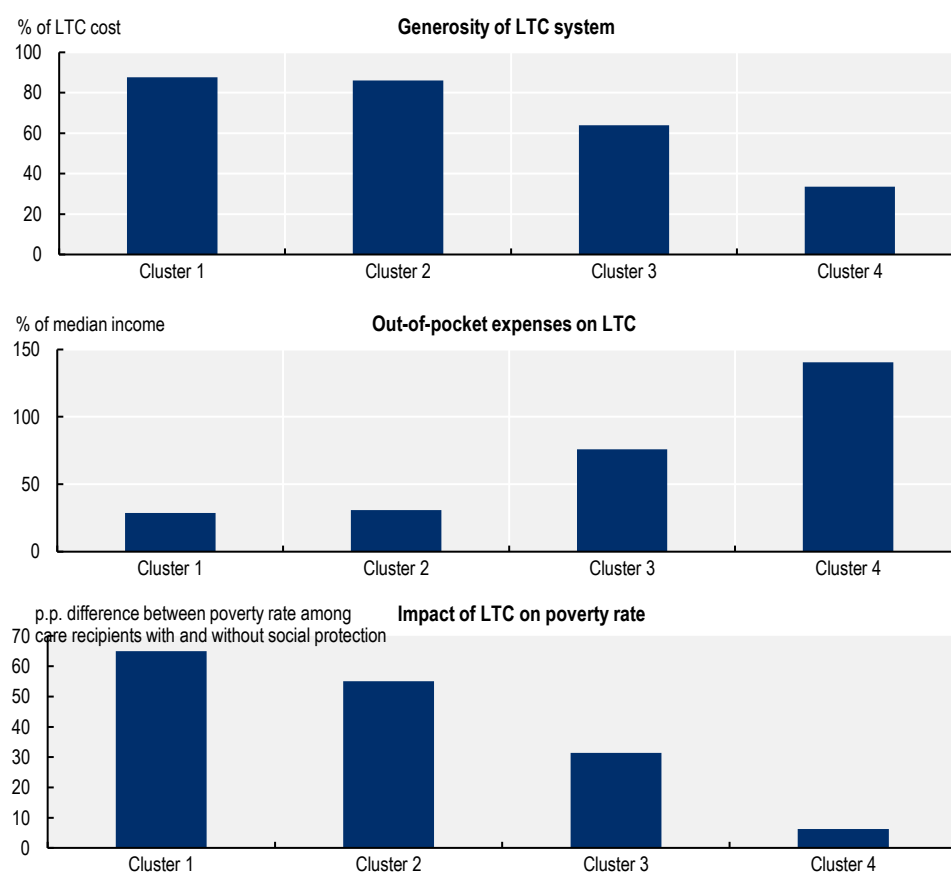 % of LTC cost
Generosity of LTC system
100
80
60
40
20
0
Cluster 1 Cluster 2 Cluster 3 Cluster 4
% of median income
Out-of-pocket expenses on LTC
150
100
50
0
Cluster 1 Cluster 2 Cluster 3 Cluster 4
p.p. difference between poverty rate among
care recipients with and without social protection
Impact of LTC on poverty rate
70
60
50
40
30
20
10
0
Cluster 1 Cluster 2 Cluster 3 Cluster 4